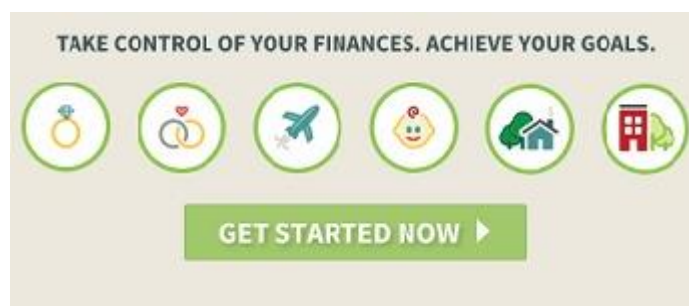 TAKE CONTROL OF YOUR FINANCES. ACHIEVE YOUR GOALS.
GET STARTED NOW